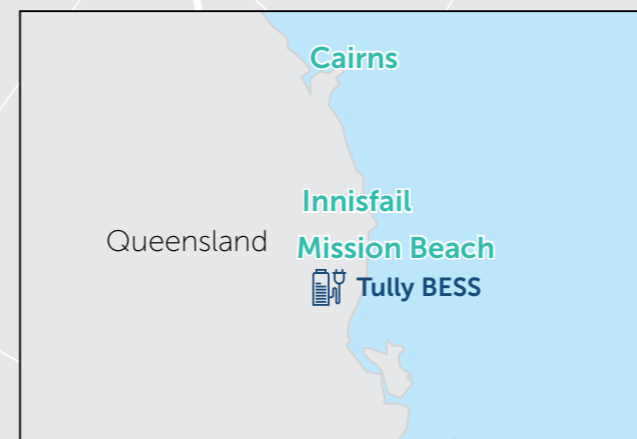 Cairns
Innisfail
Queensland
Mission Beach
Tully BESS